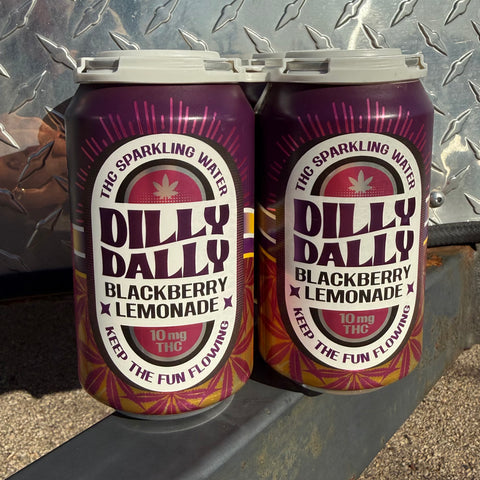 THC SPARKLING WATER
DILLY
DALLY
BLACKBERRY
LEMONADE
10 mg
THC
KEEP THE FUN FLOWING
THC SPARKLING WATER
DILLY
DALLY
BLACKBERRY
LEMONADE
10 mg
THC
KEEP THE FUN FLOWING